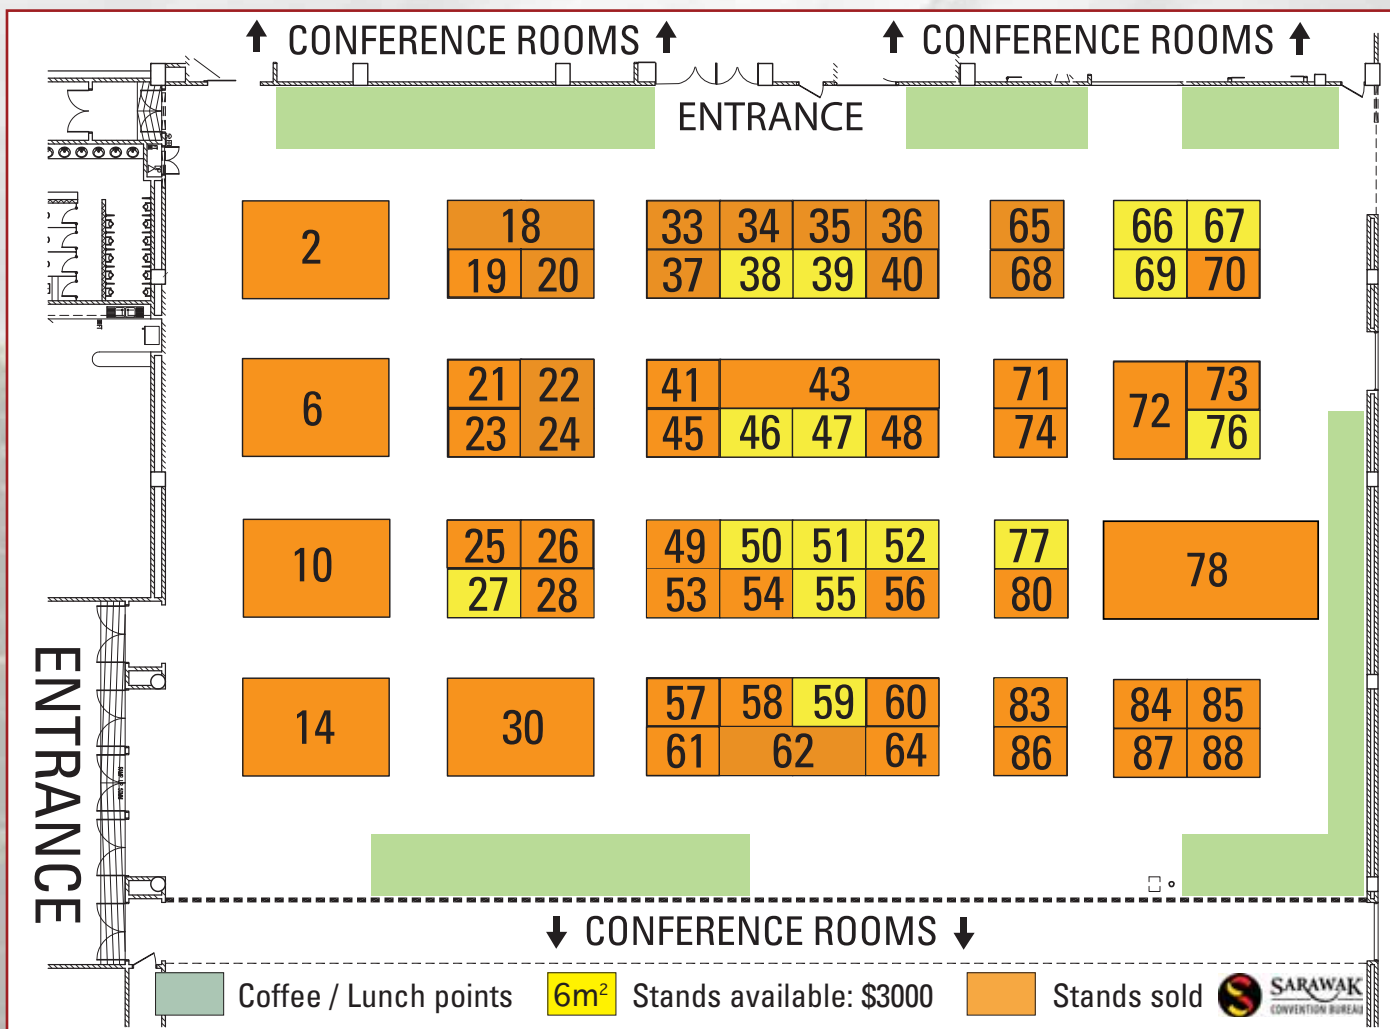 CONFERENCE ROOMS CONFERENCE ROOMS
ENTRANCE
2 18 33 34 35 36 65 66 67
19 20 37 38 39 40 68 69 70
6 21 22 41 43 71 72 73
23 24 45 46 47 48 74 76
10 25 26 49 50 51 52 77 78
27 28 53 54 55 56 80
14 30 57 58 59 60 83 84 85
61 62 64 86 87 88
ENTRANCE
CONFERENCE ROOMS
Coffee / Lunch points 6m² Stands available: $3000 Stands sold
SARAWAK
CONVENTION BUREAU